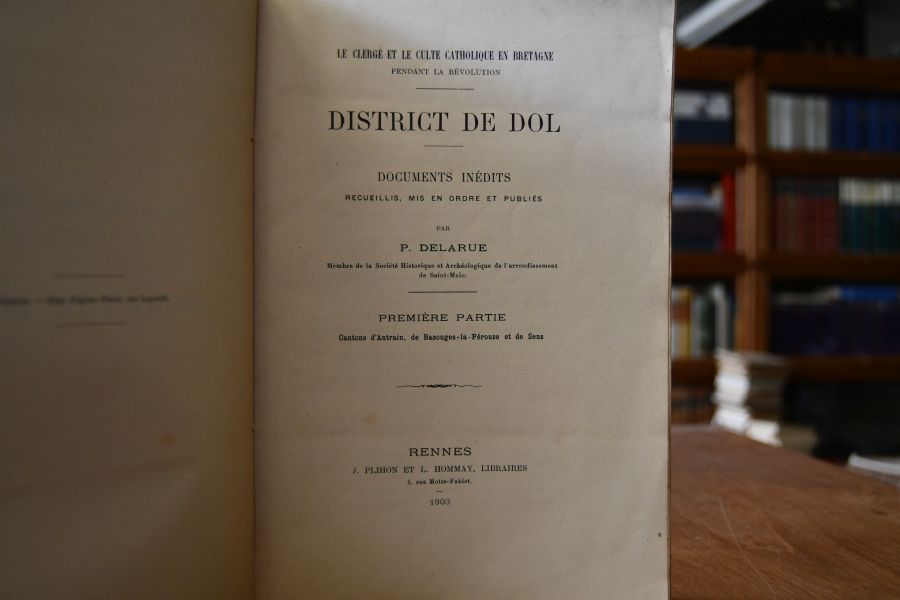 LE CLERGÉ ET LE CULTE CATHOLIQUE EN BRETAGNE
PENDANT LA RÉVOLUTION
DISTRICT DE DOL
DOCUMENTS INÉDITS
RECUEILLIS, MIS EN ORDRE ET PUBLIÉS
PAR
P. DELARUE
Membre de la Société Historique et Archéologique de l'arrondissement
de Saint-Malo.
PREMIÈRE PARTIE
Cantons d'Antrain, de Bazouges-la-Pérouse et de Sens
RENNES
J. PLIHON ET L. HOMMAY, LIBRAIRES
5, rue Motte-Fablet.
1903